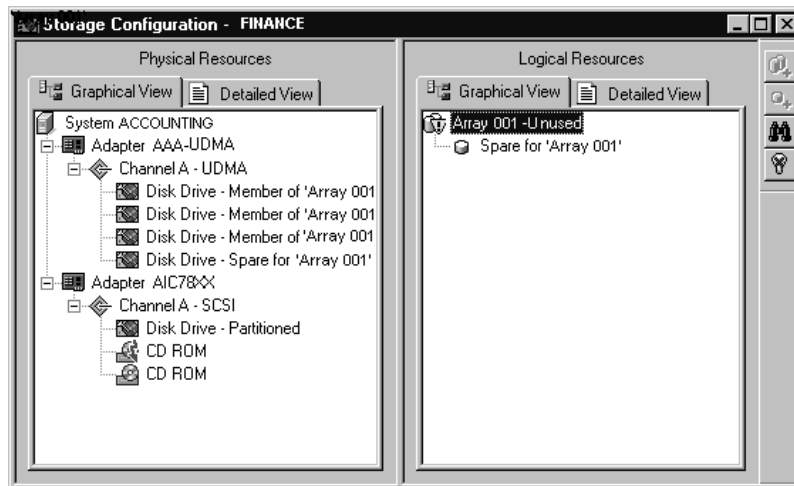 Storage Configuration - FINANCE
Physical Resources
Graphical View Detailed View
System ACCOUNTING
Adapter AAA-UDMA
Channel A - UDMA
Disk Drive - Member of 'Array 001
Disk Drive - Member of 'Array 001
Disk Drive - Member of 'Array 001
Disk Drive - Spare for 'Array 001'
Adapter AIC78XX
Channel A - SCSI
Disk Drive - Partitioned
CD ROM
CD ROM
Logical Resources
Graphical View Detailed View
Array 001 -Unused
Spare for 'Array 001'